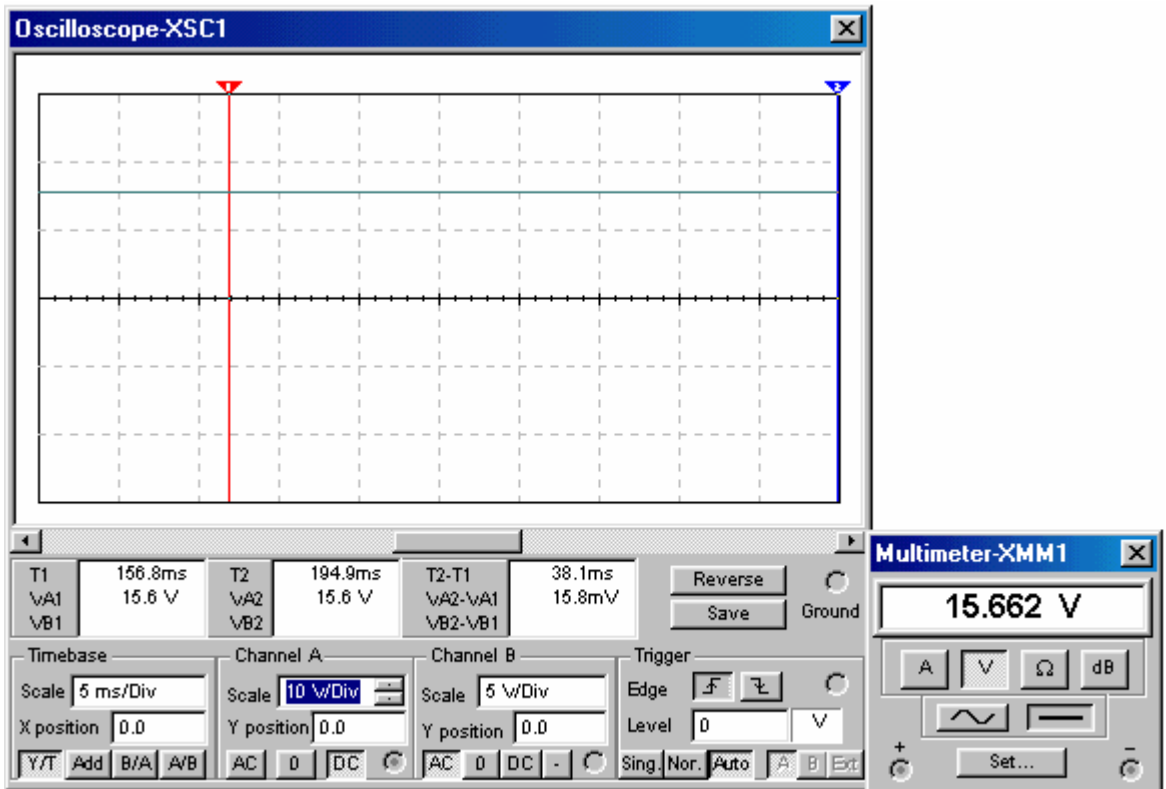 Oscilloscope-XSC1
1 2
T1 156.8ms T2 194.9ms T2-T1 38.1ms
VA1 15.6 V VA2 15.6 V VA2-VA1 15.8mV
VB1 VB2 VB2-VB1
Reverse
Save
Ground
Timebase
Scale 5 ms/Div
X position 0.0
Y/T Add B/A A/B
Channel A
Scale 10 V/Div
Y position 0.0
AC 0 DC
Channel B
Scale 5 V/Div
Y position 0.0
AC 0 DC -
Trigger
Edge
Level 0 V
Sing. Nor. Auto A B Ext
Multimeter-XMM1
15.662 V
A V Ω dB
+ Set... -